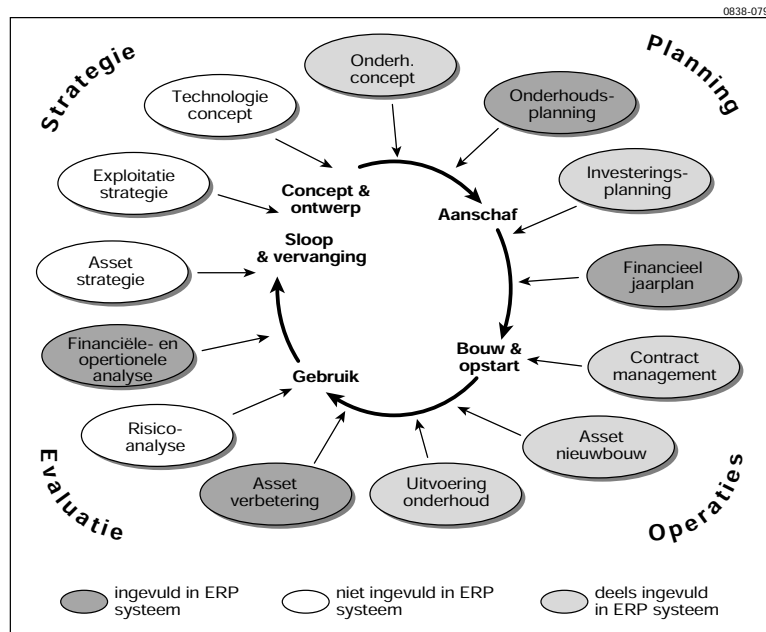 0838-079
Strategie
Planning
Onderh.
concept
Technologie
concept
Onderhouds-
planning
Exploitatie
strategie
Concept &
ontwerp
Investerings-
planning
Aanschaf
Sloop
& vervanging
Asset
strategie
Financieel
jaarplan
Financiële- en
opertionele
analyse
Bouw &
opstart
Contract
management
Gebruik
Risico-
analyse
Asset
nieuwbouw
Asset
verbetering
Uitvoering
onderhoud
Evaluatie
Operaties
ingevuld in ERP
systeem
niet ingevuld in ERP
systeem
deels ingevuld
in ERP systeem